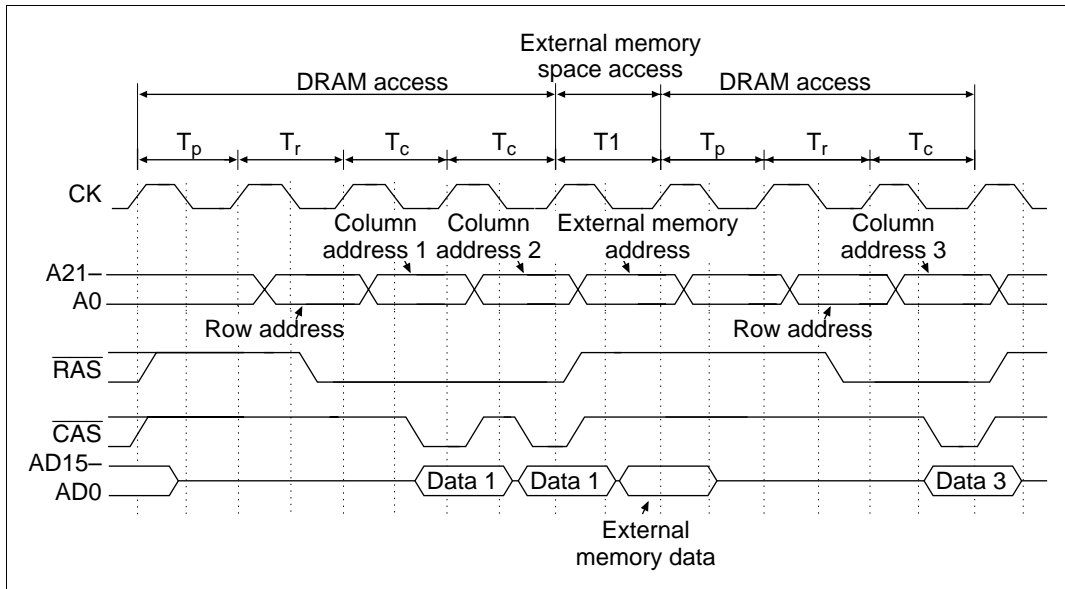 External memory
space access
DRAM access
DRAM access
Tp Tr Tc Tc T1 Tp Tr Tc
CK
Column
address 1
Column
address 2
External memory
address
Column
address 3
A21–
A0
Row address
Row address
RAS
CAS
AD15–
AD0
Data 1
Data 1
Data 3
External
memory data